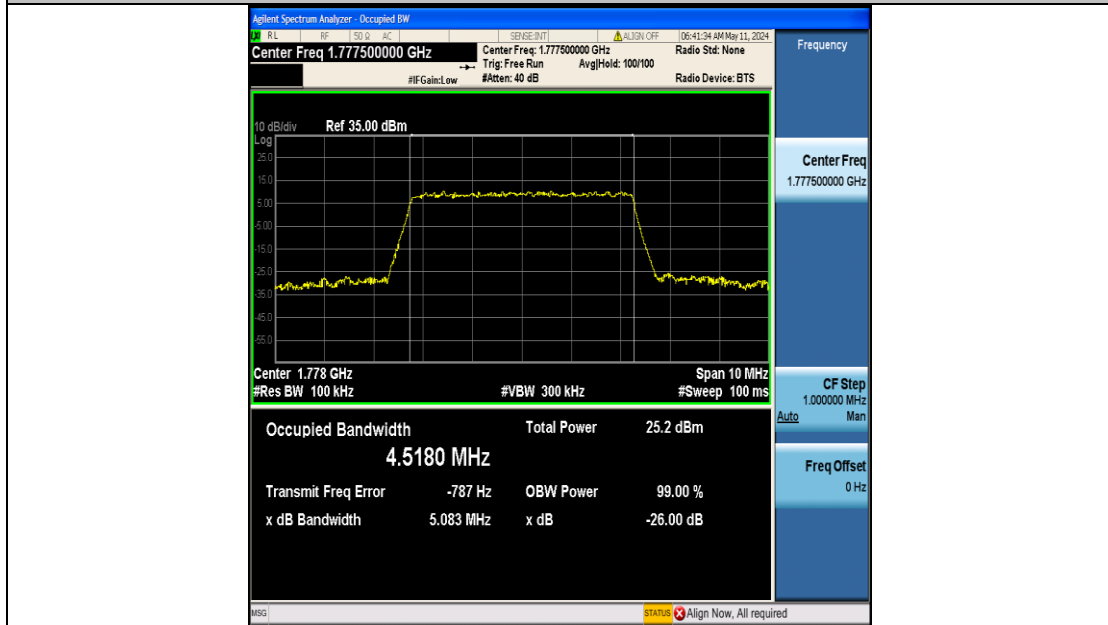 Agilent Spectrum Analyzer - Occupied BW
RL RF 50 Ω AC SENSE:INT ALIGN OFF 06:41:34 AM May 11, 2024
Center Freq 1.777500000 GHz
Center Freq: 1.777500000 GHz Radio Std: None
Trig: Free Run Avg|Hold: 100/100
#IFGain:Low #Atten: 40 dB Radio Device: BTS
Frequency
10 dB/div Ref 35.00 dBm
Log
25.0
15.0
5.00
-5.00
-15.0
-25.0
-35.0
-45.0
-55.0
Center 1.778 GHz Span 10 MHz
#Res BW 100 kHz #VBW 300 kHz #Sweep 100 ms
Occupied Bandwidth Total Power 25.2 dBm
4.5180 MHz
Transmit Freq Error -787 Hz OBW Power 99.00 %
x dB Bandwidth 5.083 MHz x dB -26.00 dB
Center Freq
1.777500000 GHz
CF Step
1.000000 MHz
Auto Man
Freq Offset
0 Hz
MSG STATUS Align Now, All required